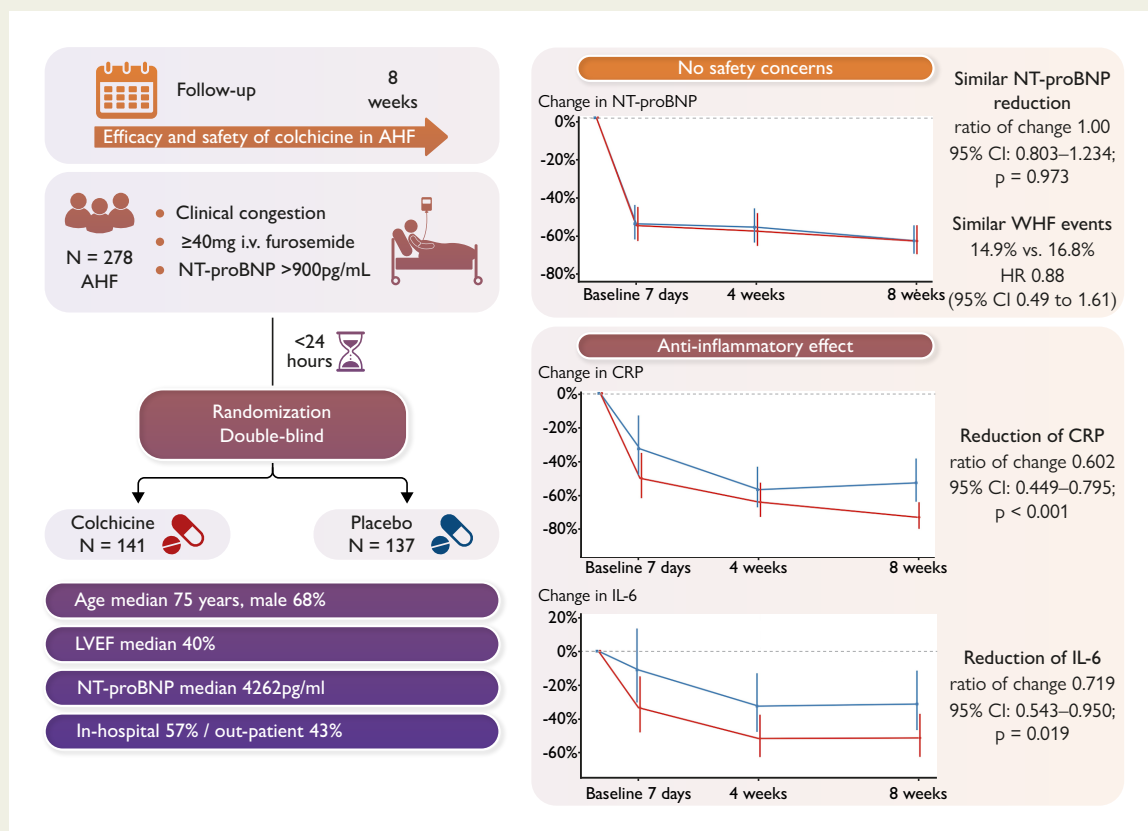 Follow-up
8
weeks
Efficacy and safety of colchicine in AHF
N = 278
AHF
• Clinical congestion
• ≥40mg i.v. furosemide
• NT-proBNP >900pg/mL
<24
hours
Randomization
Double-blind
Colchicine
N = 141
Placebo
N = 137
Age median 75 years, male 68%
LVEF median 40%
NT-proBNP median 4262pg/ml
In-hospital 57% / out-patient 43%
No safety concerns
Change in NT-proBNP
0%
-20%
-40%
-60%
-80%
Baseline 7 days 4 weeks 8 weeks
Similar NT-proBNP
reduction
ratio of change 1.00
95% CI: 0.803–1.234;
p = 0.973
Similar WHF events
14.9% vs. 16.8%
HR 0.88
(95% CI 0.49 to 1.61)
Anti-inflammatory effect
Change in CRP
0%
-20%
-40%
-60%
-80%
Baseline 7 days 4 weeks 8 weeks
Reduction of CRP
ratio of change 0.602
95% CI: 0.449–0.795;
p < 0.001
Change in IL-6
20%
0%
-20%
-40%
-60%
Baseline 7 days 4 weeks 8 weeks
Reduction of IL-6
ratio of change 0.719
95% CI: 0.543–0.950;
p = 0.019